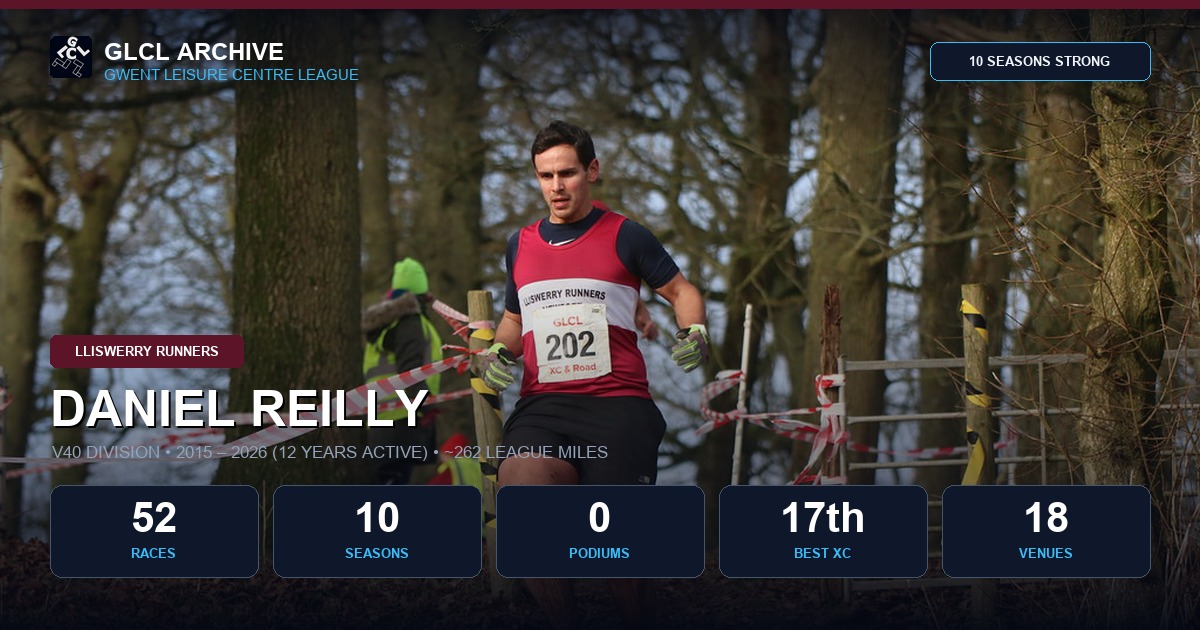 GLCL ARCHIVE
GWENT LEISURE CENTRE LEAGUE
10 SEASONS STRONG
LLISWERRY RUNNERS
GLCL
202
XC & Road
LLISWERRY RUNNERS
DANIEL REILLY
V40 DIVISION • 2015 – 2026 (12 YEARS ACTIVE) • ~262 LEAGUE MILES
52
RACES
10
SEASONS
0
PODIUMS
17th
BEST XC
18
VENUES